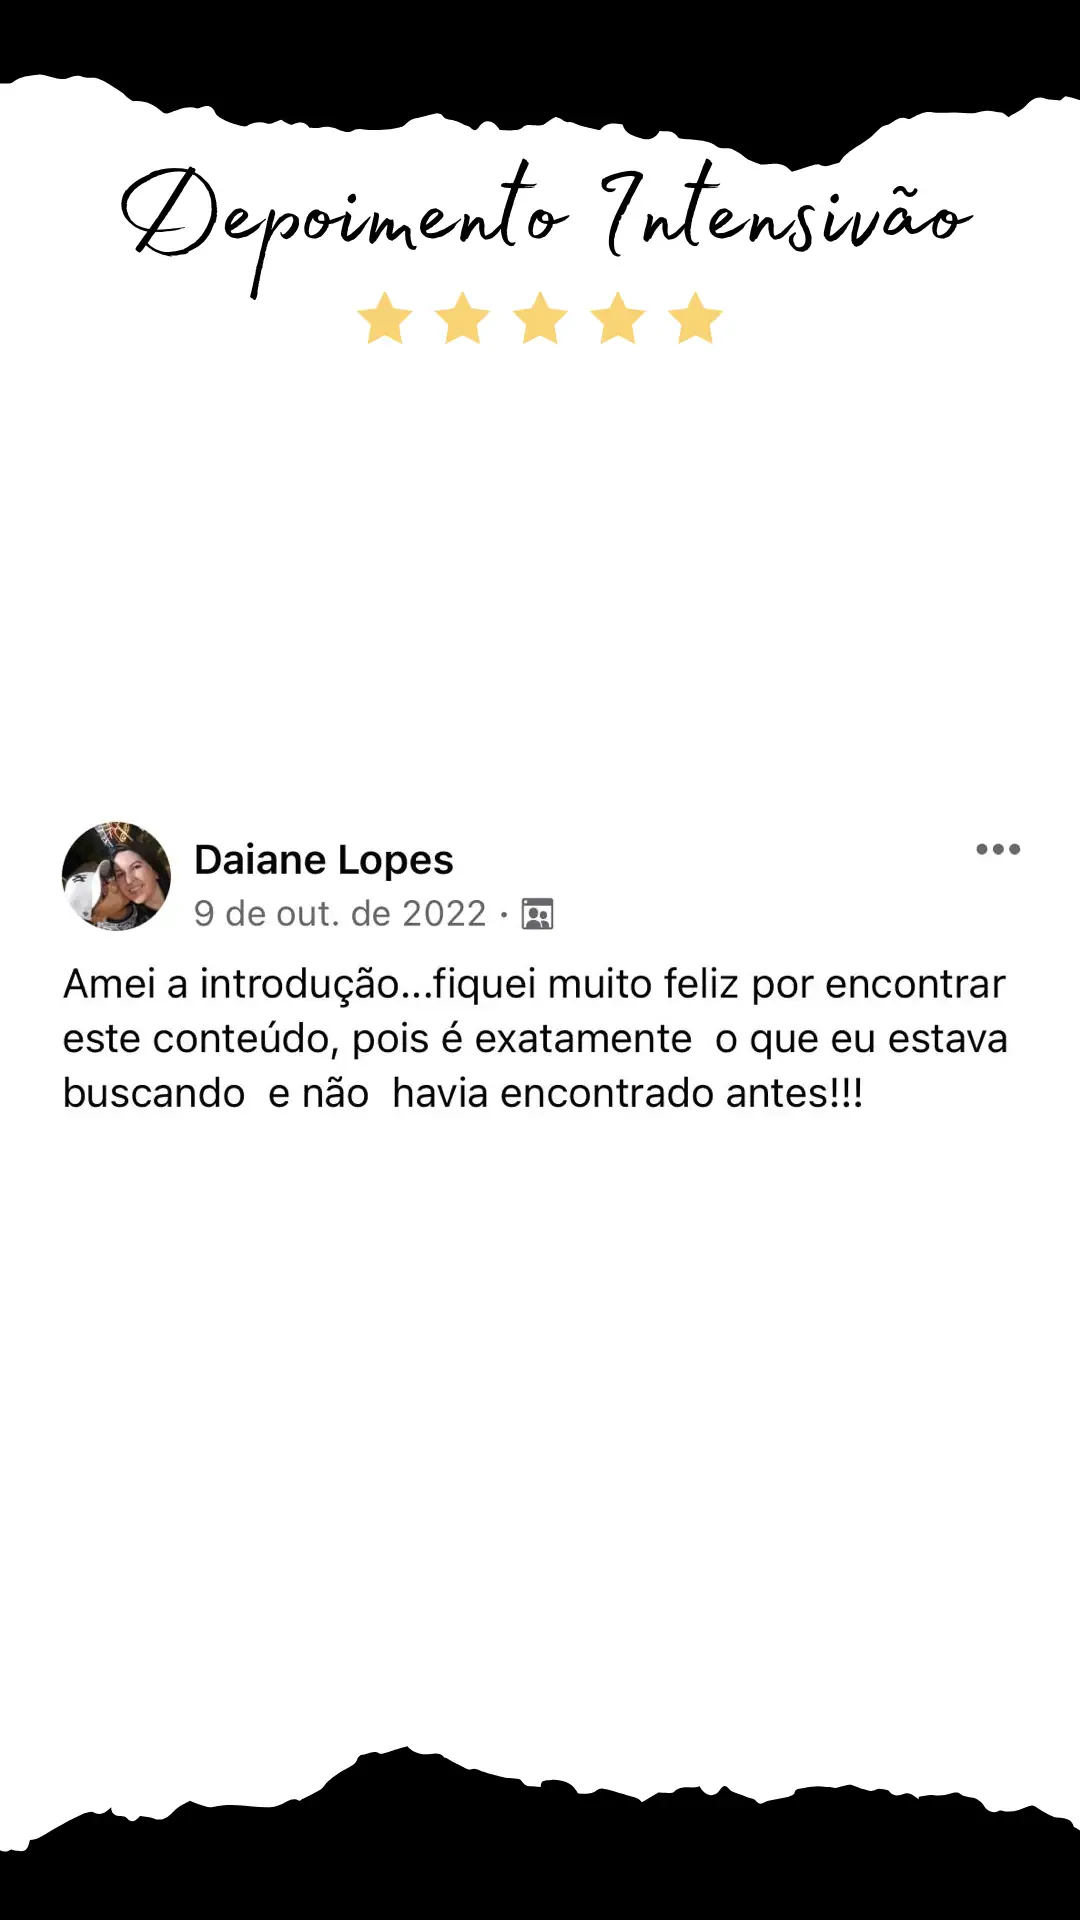 Depoimento Intensivão
Daiane Lopes
9 de out. de 2022 ·
Amei a introdução...fiquei muito feliz por encontrar
este conteúdo, pois é exatamente  o que eu estava
buscando  e não  havia encontrado antes!!!